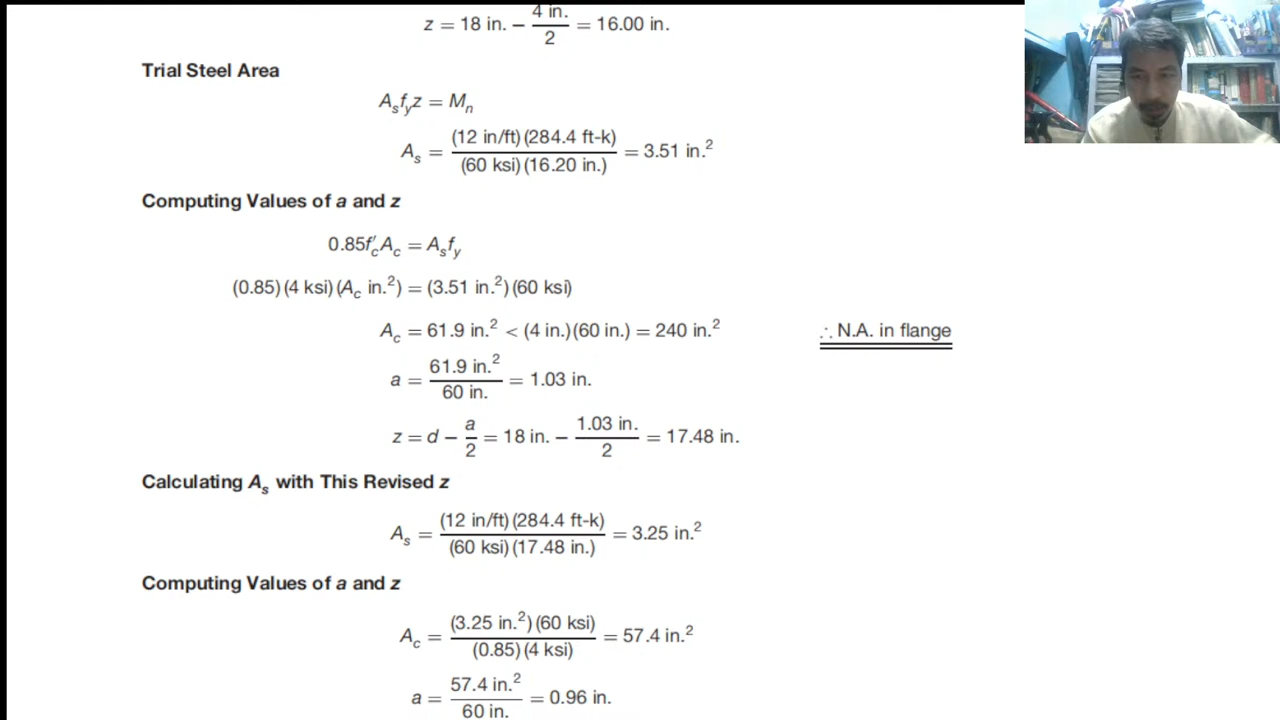 z = 18 in. − 4 in./2 = 16.00 in.
Trial Steel Area
A_s f_y z = M_n
A_s = (12 in/ft)(284.4 ft-k)/(60 ksi)(16.20 in.) = 3.51 in.²
Computing Values of a and z
0.85f′_c A_c = A_s f_y
(0.85)(4 ksi)(A_c in.²) = (3.51 in.²)(60 ksi)
A_c = 61.9 in.² < (4 in.)(60 in.) = 240 in.² ∴ N.A. in flange
a = 61.9 in.²/60 in. = 1.03 in.
z = d − a/2 = 18 in. − 1.03 in./2 = 17.48 in.
Calculating A_s with This Revised z
A_s = (12 in/ft)(284.4 ft-k)/(60 ksi)(17.48 in.) = 3.25 in.²
Computing Values of a and z
A_c = (3.25 in.²)(60 ksi)/(0.85)(4 ksi) = 57.4 in.²
a = 57.4 in.²/60 in. = 0.96 in.